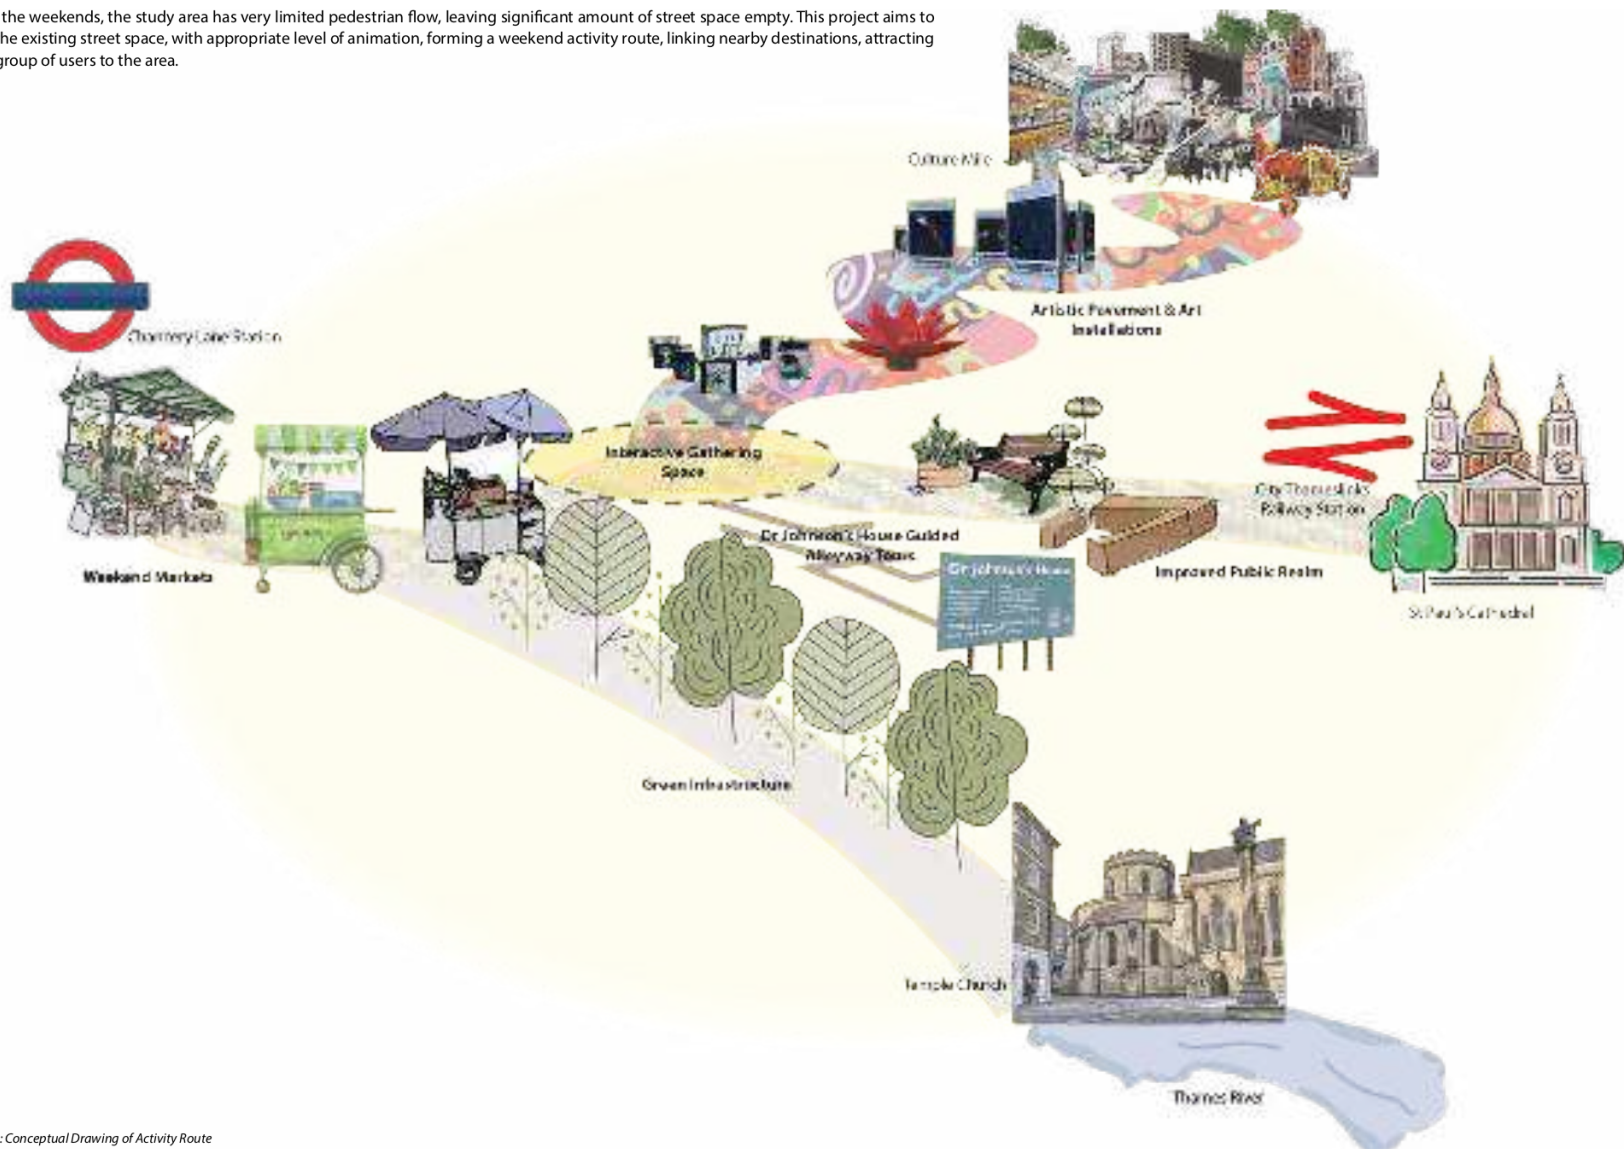 the weekends, the study area has very limited pedestrian flow, leaving significant amount of street space empty. This project aims to
he existing street space, with appropriate level of animation, forming a weekend activity route, linking nearby destinations, attracting
group of users to the area.
Culture Mile
Chancery Lane Station
Artistic Pavement & Art
Installations
Interactive Gathering
Space
City Thameslink
Railway Station
Dr Johnson's House Guided
Alleyway Tours
Dr Johnson's House
Weekend Markets
Improved Public Realm
St Paul's Cathedral
Green Infrastructure
Temple Church
Thames River
: Conceptual Drawing of Activity Route